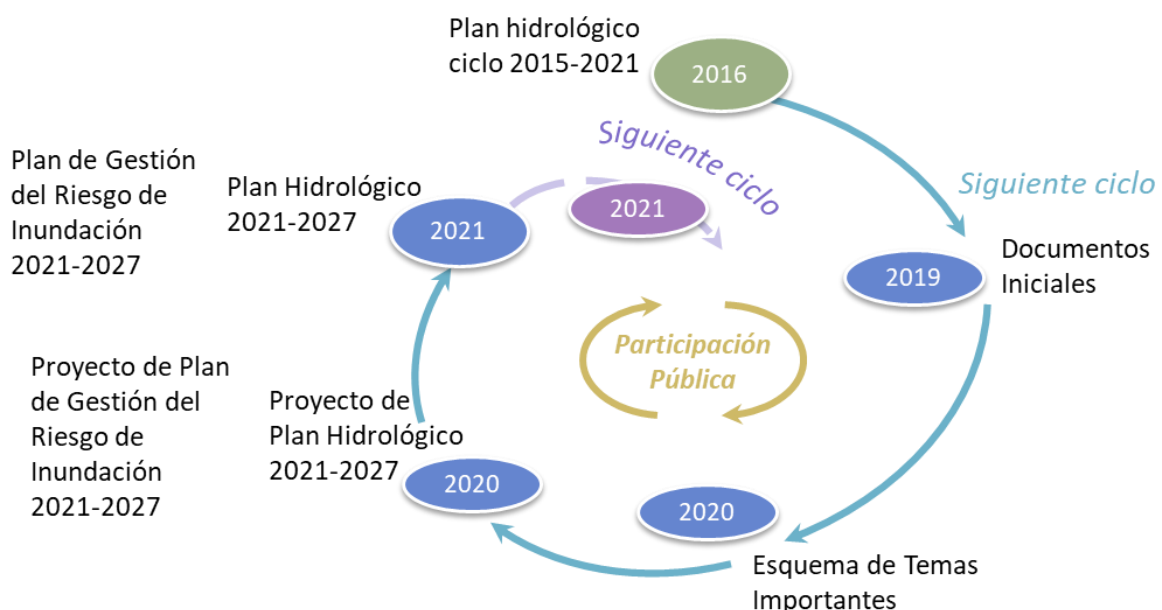 Plan hidrológico
ciclo 2015-2021
2016
Siguiente ciclo
Documentos
Iniciales
2019
Esquema de Temas
Importantes
2020
Proyecto de
Plan Hidrológico
2021-2027
2020
Proyecto de Plan
de Gestión del
Riesgo de
Inundación
2021-2027
Plan Hidrológico
2021-2027
2021
Plan de Gestión
del Riesgo de
Inundación
2021-2027
Siguiente ciclo
2021
Participación
Pública